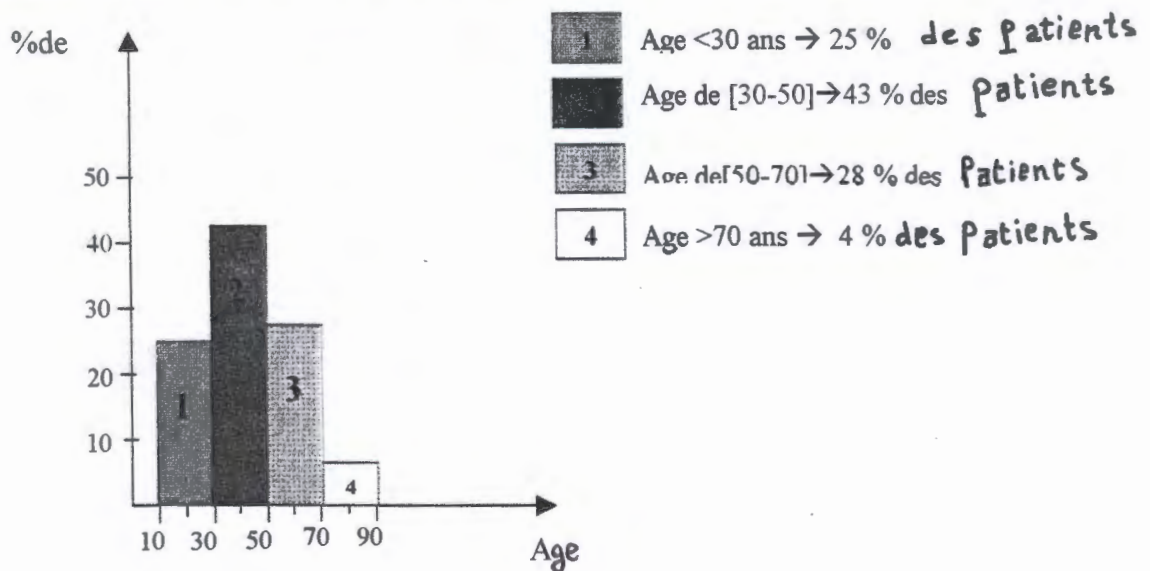 %de
1 Age <30 ans → 25 % des patients
Age de [30-50]→43 % des patients
3 Age de[50-70]→28 % des patients
4 Age >70 ans → 4 % des patients
50
40
30
20
10
1
2
3
4
10 30 50 70 90
Age